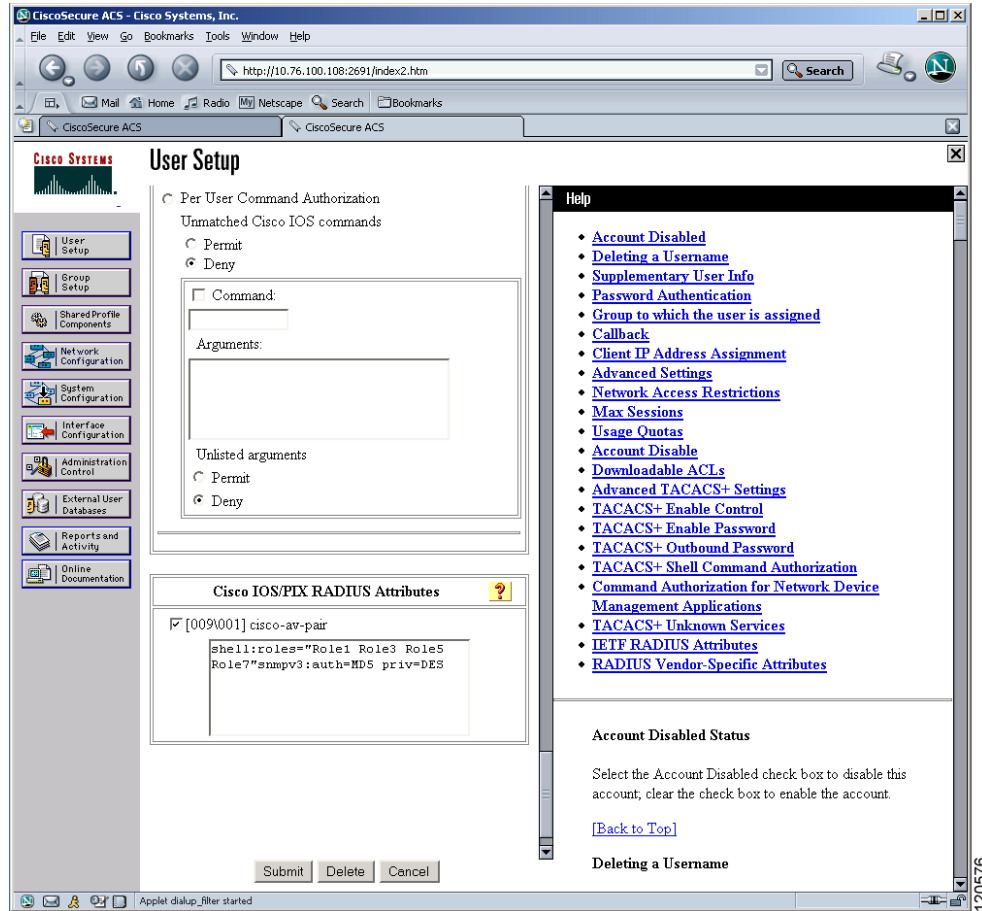 CiscoSecure ACS - Cisco Systems, Inc.
File Edit View Go Bookmarks Tools Window Help
http://10.76.100.108:2691/index2.htm
Search
N
Mail Home Radio My Netscape Search Bookmarks
CiscoSecure ACS
CiscoSecure ACS
CISCO SYSTEMS
User Setup
User
Setup
Group
Setup
Shared Profile
Components
Network
Configuration
System
Configuration
Interface
Configuration
Administration
Control
External User
Databases
Reports and
Activity
Online
Documentation
Per User Command Authorization
Unmatched Cisco IOS commands
Permit
Deny
Command:
Arguments:
Unlisted arguments
Permit
Deny
Cisco IOS/PIX RADIUS Attributes
?
[009\001] cisco-av-pair
shell:roles="Role1 Role3 Role5
Role7"snmpv3:auth=MD5 priv=DES
Submit Delete Cancel
Help
Account Disabled
Deleting a Username
Supplementary User Info
Password Authentication
Group to which the user is assigned
Callback
Client IP Address Assignment
Advanced Settings
Network Access Restrictions
Max Sessions
Usage Quotas
Account Disable
Downloadable ACLs
Advanced TACACS+ Settings
TACACS+ Enable Control
TACACS+ Enable Password
TACACS+ Outbound Password
TACACS+ Shell Command Authorization
Command Authorization for Network Device
Management Applications
TACACS+ Unknown Services
IETF RADIUS Attributes
RADIUS Vendor-Specific Attributes
Account Disabled Status
Select the Account Disabled check box to disable this
account; clear the check box to enable the account.
[Back to Top]
Deleting a Username
Applet dialup_filter started
120576